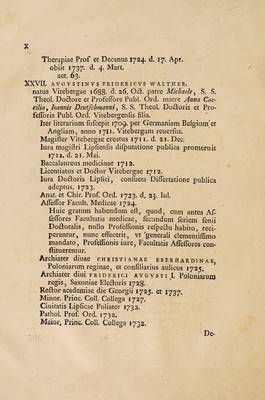 X
Therapiae Prof et Decanus 1724. d. 17. Apr.
obiit 1737. d. 4. Mart.
aet. 63.
XXVII. AVGVSTINVS FRIDERICVS WALTHER.
natus Vitebergae 1688. d. 26. Oct. patre Michaele, S. S.
Theol. Doctore et Professore Publ. Ord. matre Anna Cae-
cilia, Ioannis Deutschmanni, S. S. Theol. Doctoris et Pro-
fessoris Publ. Ord. Vitebergensis filia.
Iter literarium suscepit 1709. per Germaniam Belgium et
Angliam, anno 1711. Vitebergam reuersus.
Magister Vitebergae creatus 1711. d. 21. Dec.
Iura magistri Lipsiensis disputatione publica promeruit
1712. d. 21. Mai.
Baccalaureus medicinae 1712.
Licentiatus et Doctor Vitebergae 1712.
Iura Doctoris Lipsici, consueta Dissertatione publica
adeptus, 1723.
Anat. et Chir. Prof. Ord. 1723. d. 23. Iul.
Assessor Facult. Medicae 1724.
Huic gratum habendum est, quod, cum antea As-
sessores Facultatis medicae, secundum seriem senii
Doctoralis, nullo Professionis respectu habito, reci-
perentur, nunc effecerit, vt generali clementissimo
mandato, Professionis iure, Facultatis Assessores con-
stituerentur.
Archiater diuae CHRISTIANAE EBERHARDINAE,
Poloniarum reginae, et consiliarius aulicus 1725.
Archiater diui FRIDERICI AVGVSTI I. Poloniarum
regis, Saxoniae Electoris 1728.
Rector academiae die Georgii 1725. et 1737.
Minor. Princ. Coll. Collega 1727.
Ciuitatis Lipsicae Poliater 1732.
Pathol. Prof. Ord. 1732.
Maior. Princ. Coll. Collega 1732.
De-